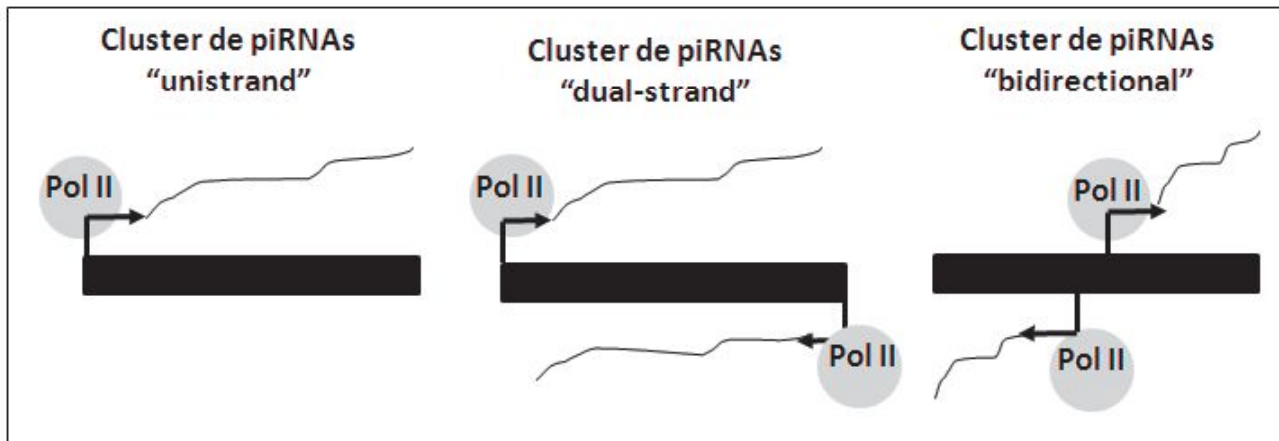 Cluster de piRNAs
“unistrand”
Cluster de piRNAs
“dual-strand”
Cluster de piRNAs
“bidirectional”
Pol II
Pol II
Pol II
Pol II
Pol II